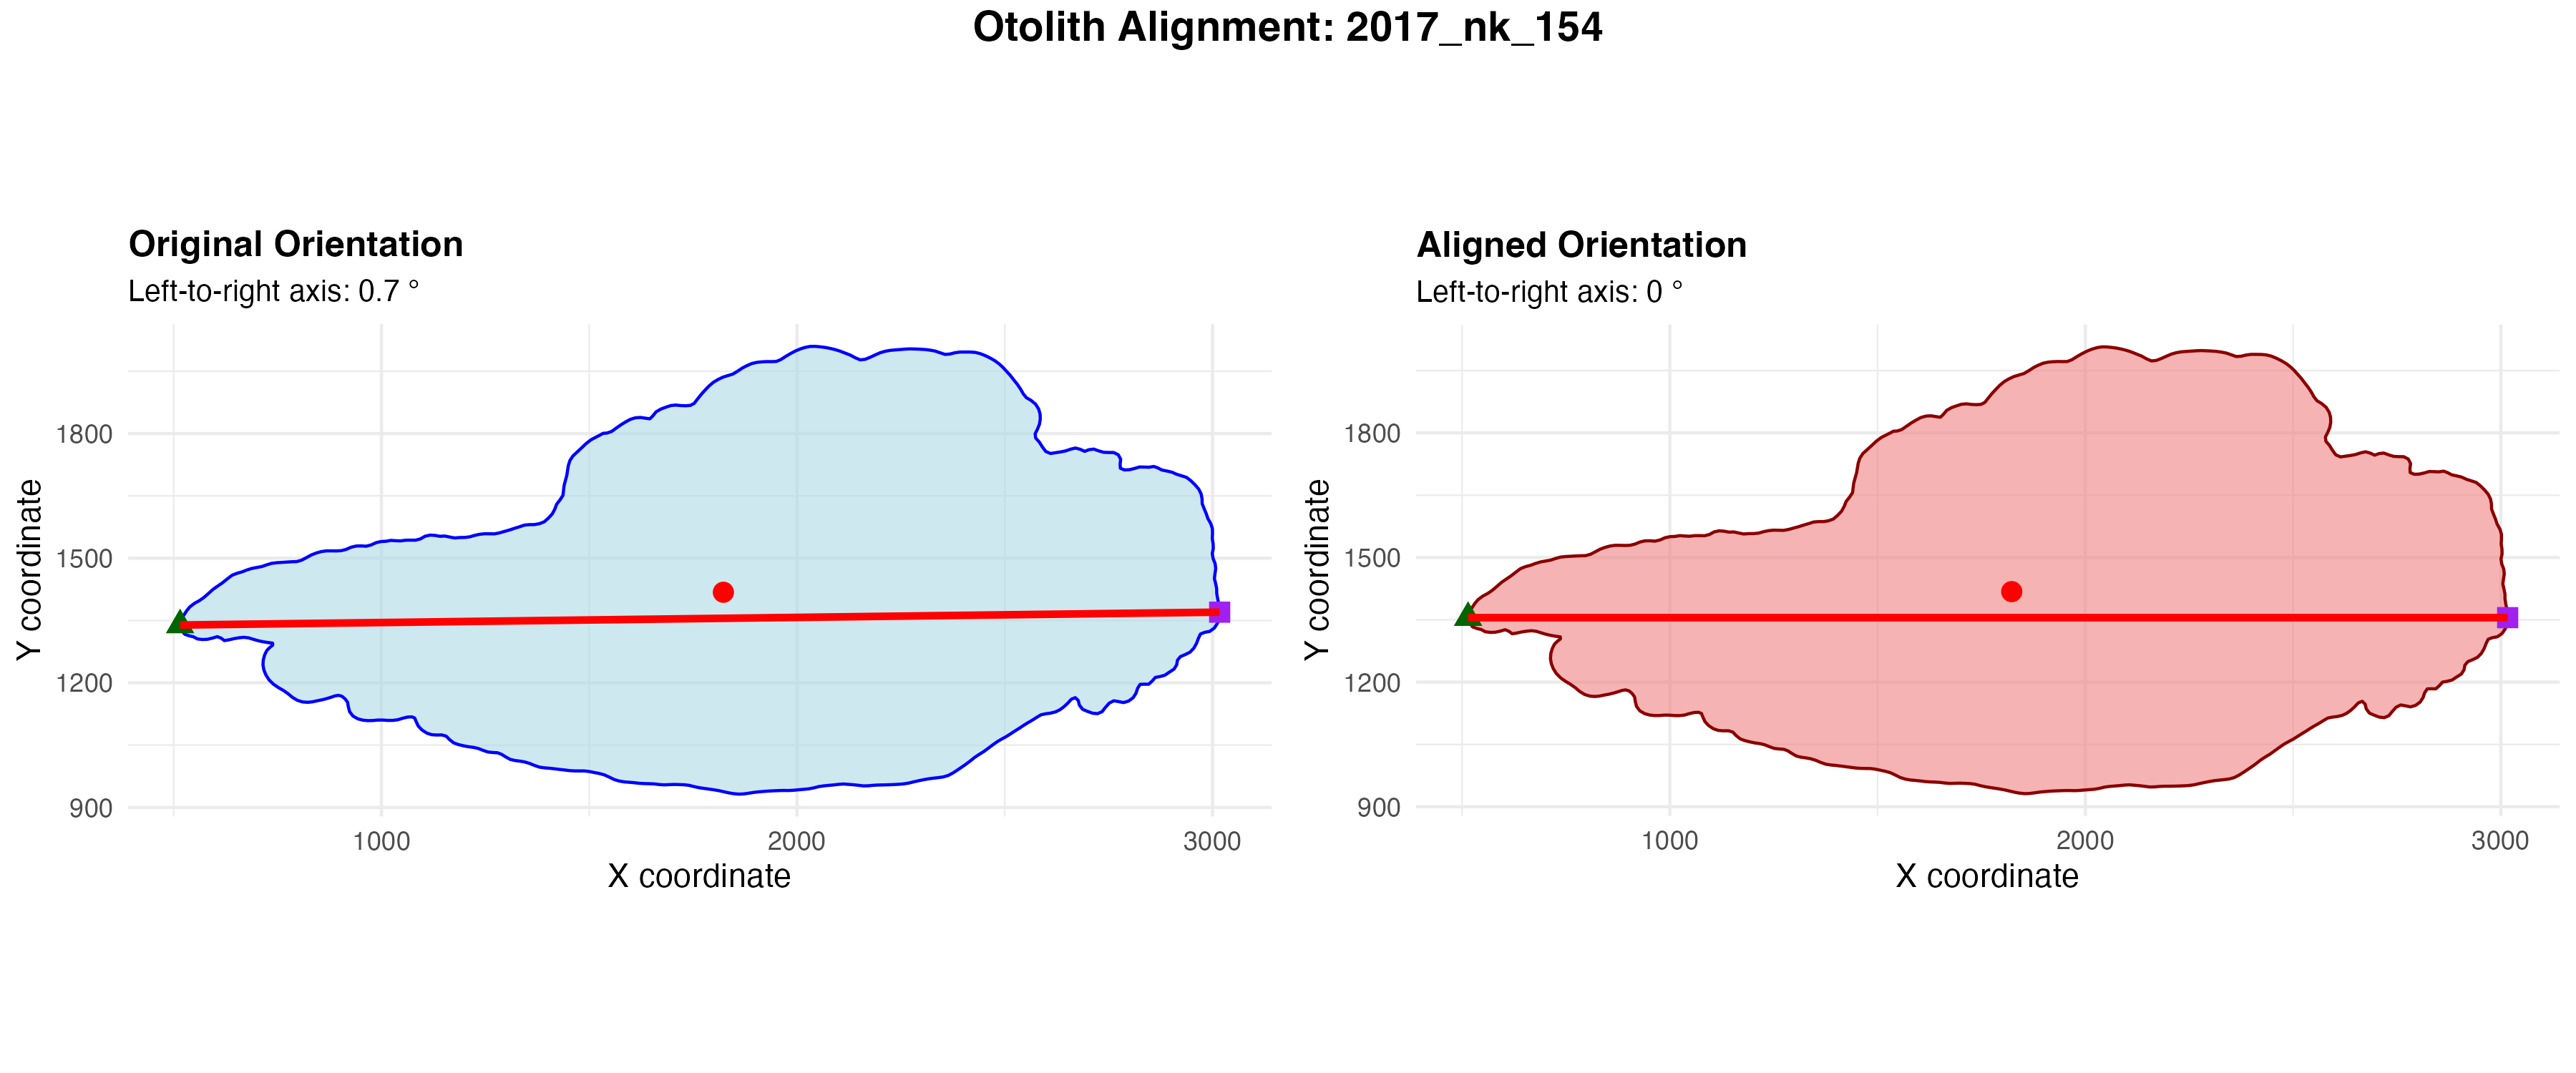 Otolith Alignment: 2017_nk_154
Original Orientation
Left-to-right axis: 0.7 °
Y coordinate
1800
1500
1200
900
1000
2000
3000
X coordinate
Aligned Orientation
Left-to-right axis: 0 °
Y coordinate
1800
1500
1200
900
1000
2000
3000
X coordinate